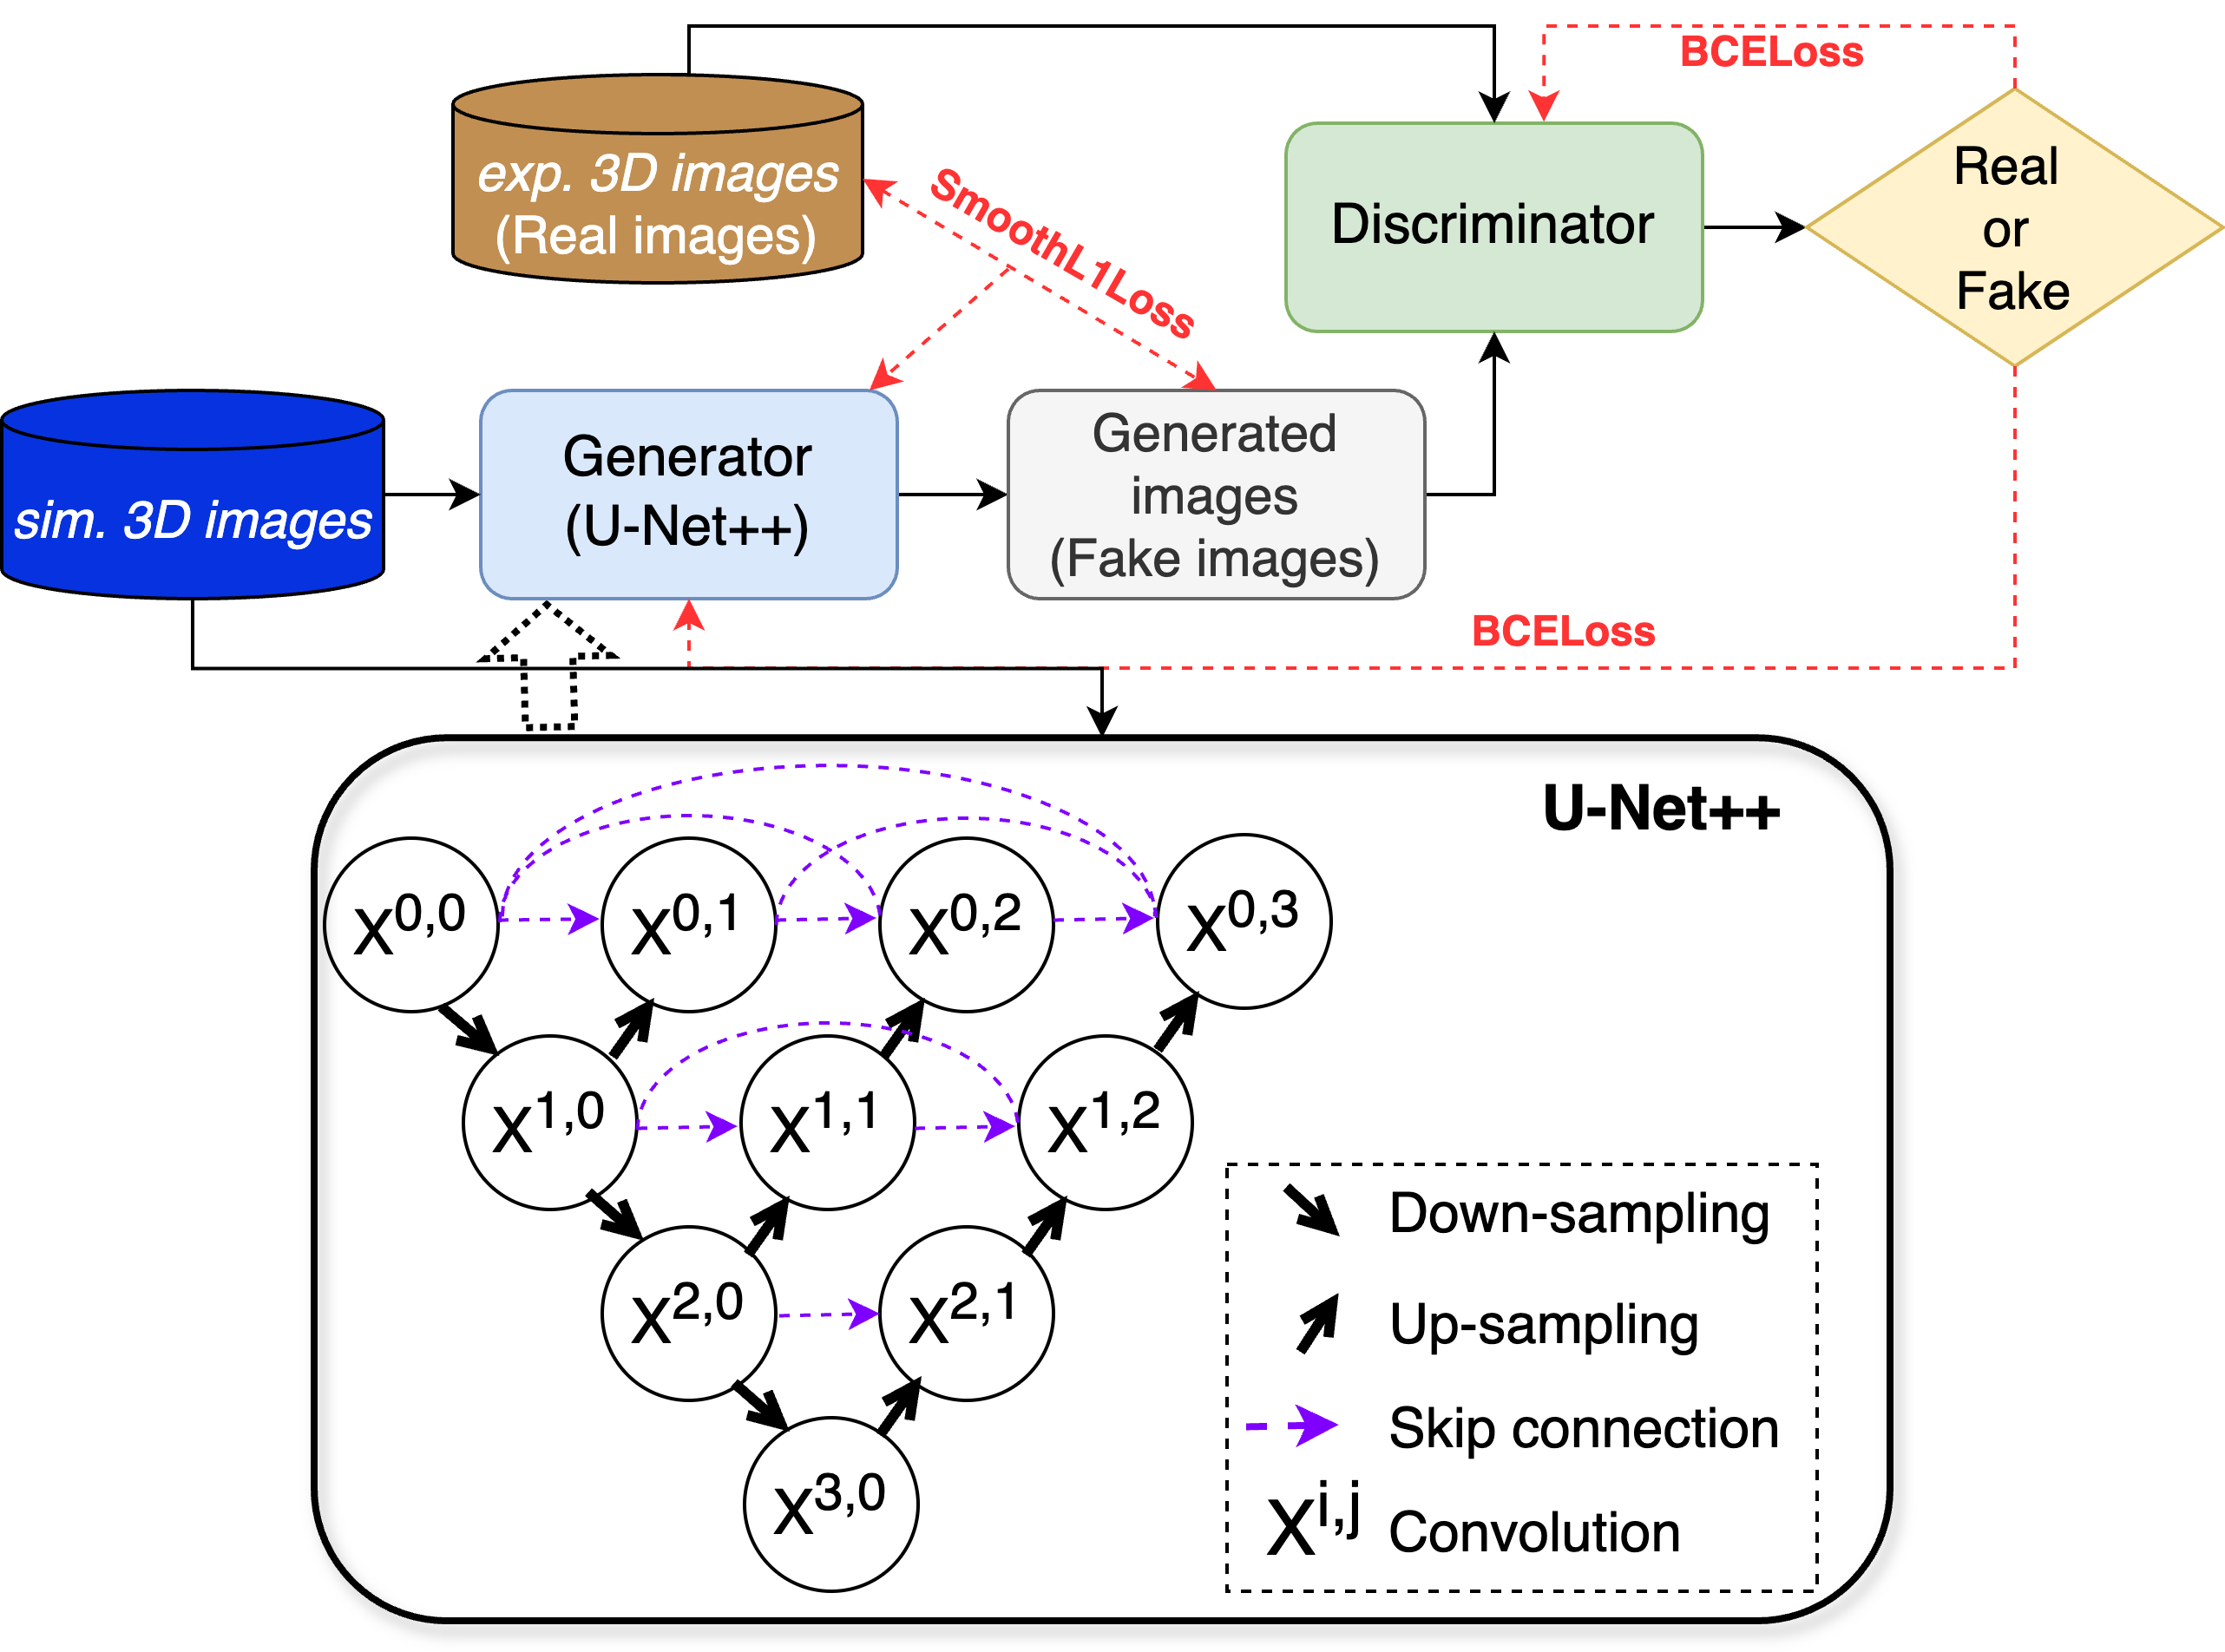 BCELoss
exp. 3D images
(Real images)
SmoothL1Loss
Discriminator
Real
or
Fake
sim. 3D images
Generator
(U-Net++)
Generated
images
(Fake images)
BCELoss
U-Net++
X^0,0
X^0,1
X^0,2
X^0,3
X^1,0
X^1,1
X^1,2
X^2,0
X^2,1
X^3,0
Down-sampling
Up-sampling
Skip connection
X^i,j Convolution